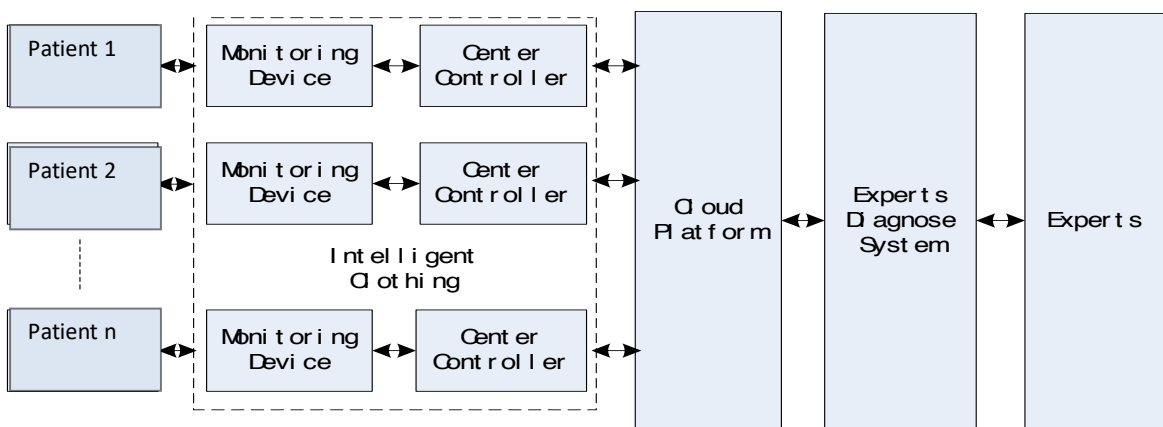 Patient 1
Monitoring
Device
Center
Controller
Patient 2
Monitoring
Device
Center
Controller
Cloud
Platform
Experts
Diagnose
System
Experts
Intelligent
Clothing
Patient n
Monitoring
Device
Center
Controller